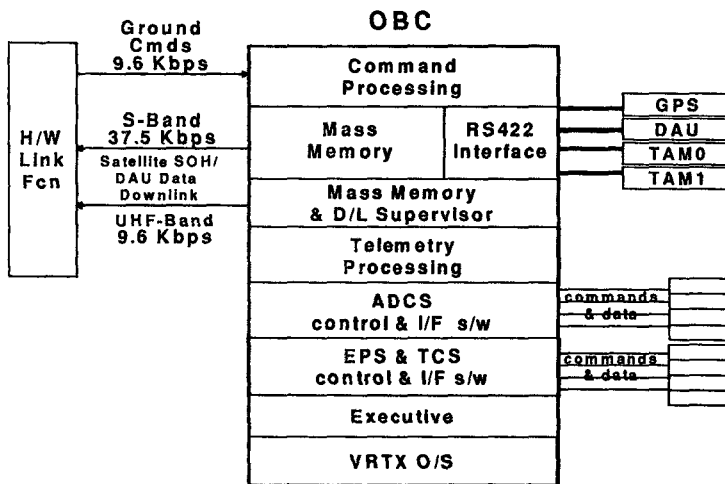 OBC
Ground
Cmds
9.6 Kbps
H/W
Link
Fcn
S-Band
37.5 Kbps
Satellite SOH/
DAU Data
Downlink
UHF-Band
9.6 Kbps
Command
Processing
Mass
Memory
RS422
Interface
Mass Memory
& D/L Supervisor
Telemetry
Processing
ADCS
control & I/F s/w
EPS & TCS
control & I/F s/w
Executive
VRTX O/S
GPS
DAU
TAM0
TAM1
commands
& data
commands
& data